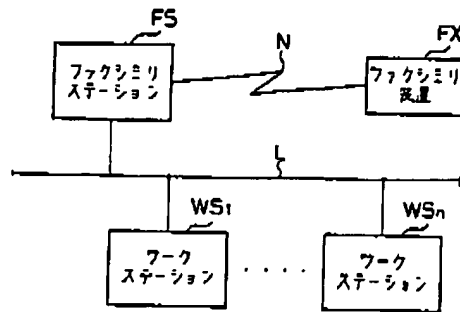 FS
N
FX
ファクシミリ
ステーション
ファクシミリ
装置
L
WS1
WSn
ワーク
ステーション
. . . .
ワーク
ステーション